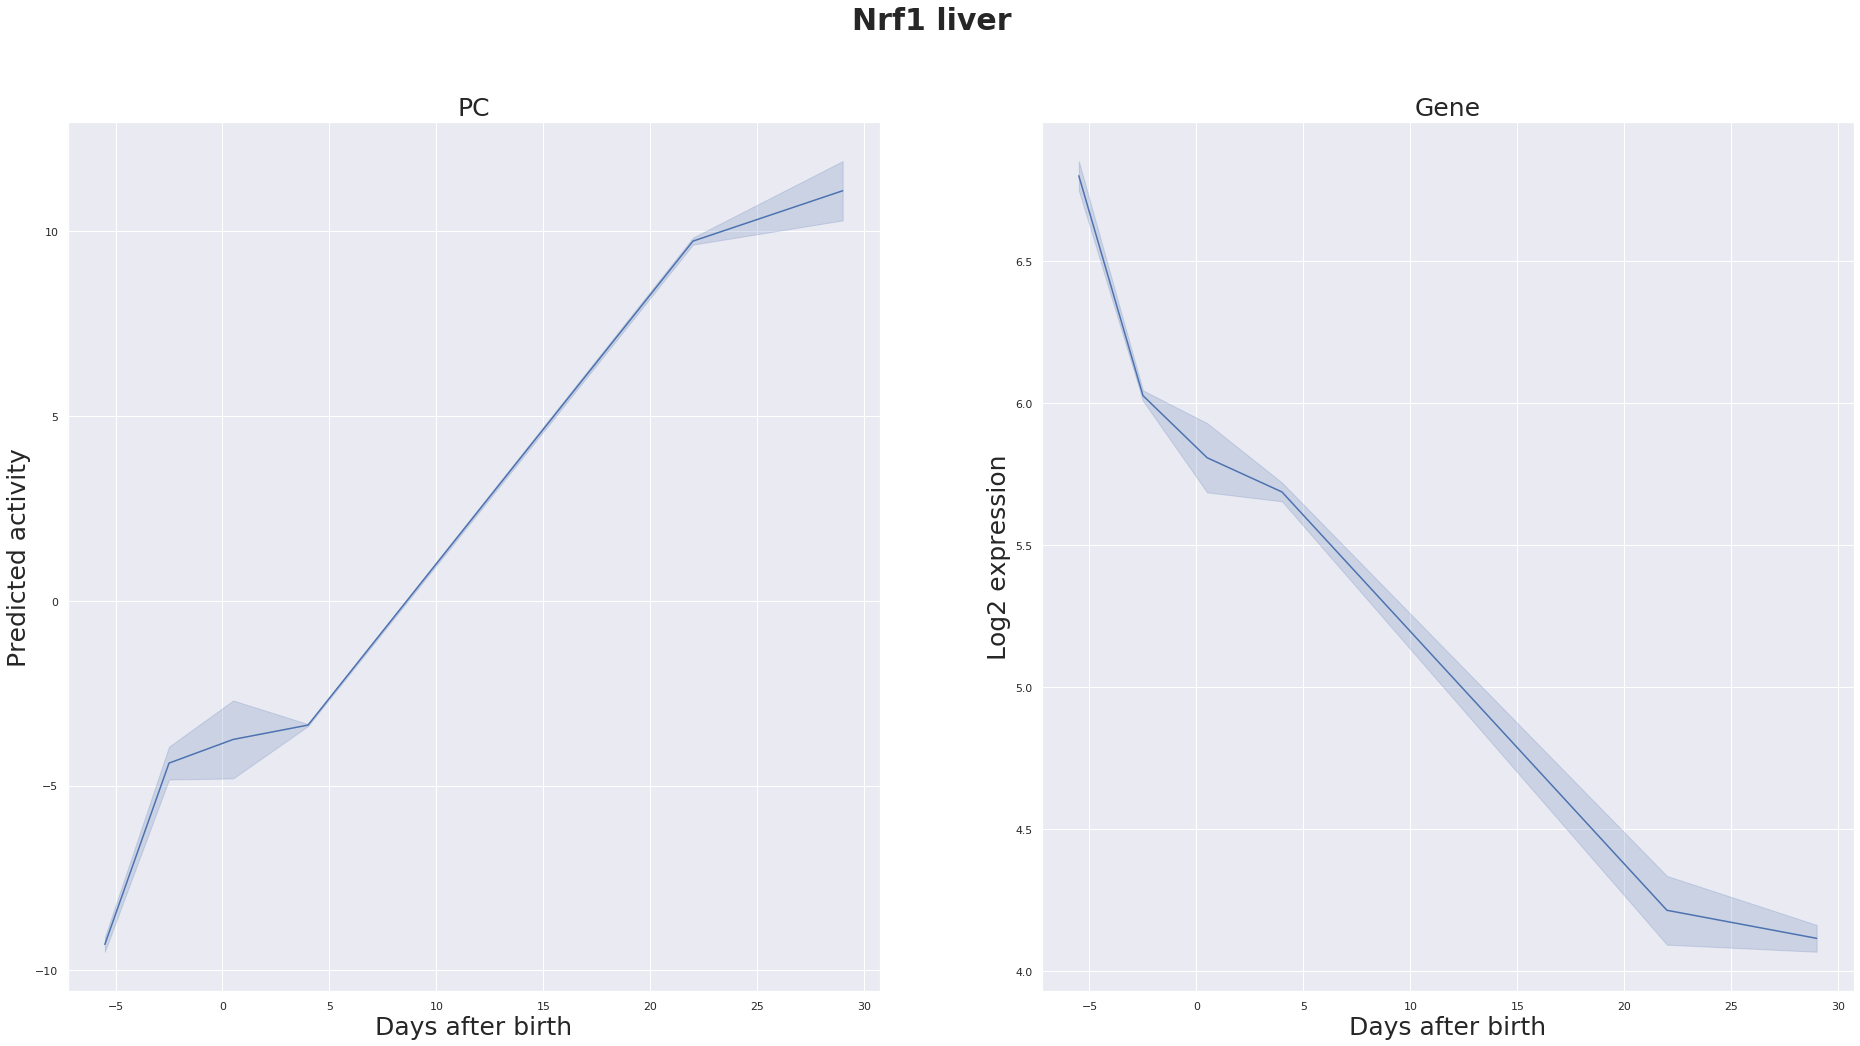 Nrf1 liver
PC
Predicted activity
10
5
0
−5
−10
−5 0 5 10 15 20 25 30
Days after birth
Gene
Log2 expression
6.5
6.0
5.5
5.0
4.5
4.0
−5 0 5 10 15 20 25 30
Days after birth